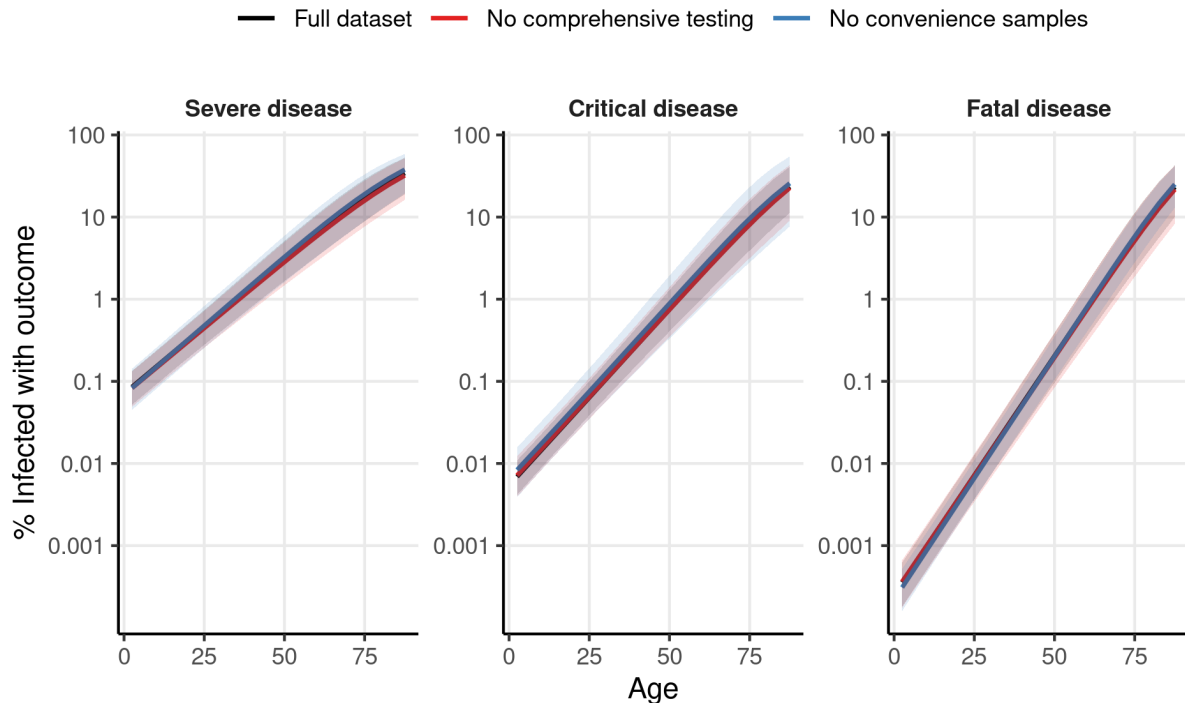 Full dataset No comprehensive testing No convenience samples
Severe disease Critical disease Fatal disease
% Infected with outcome
100
10
1
0.1
0.01
0.001
0 25 50 75
100
10
1
0.1
0.01
0.001
0 25 50 75
100
10
1
0.1
0.01
0.001
0 25 50 75
Age